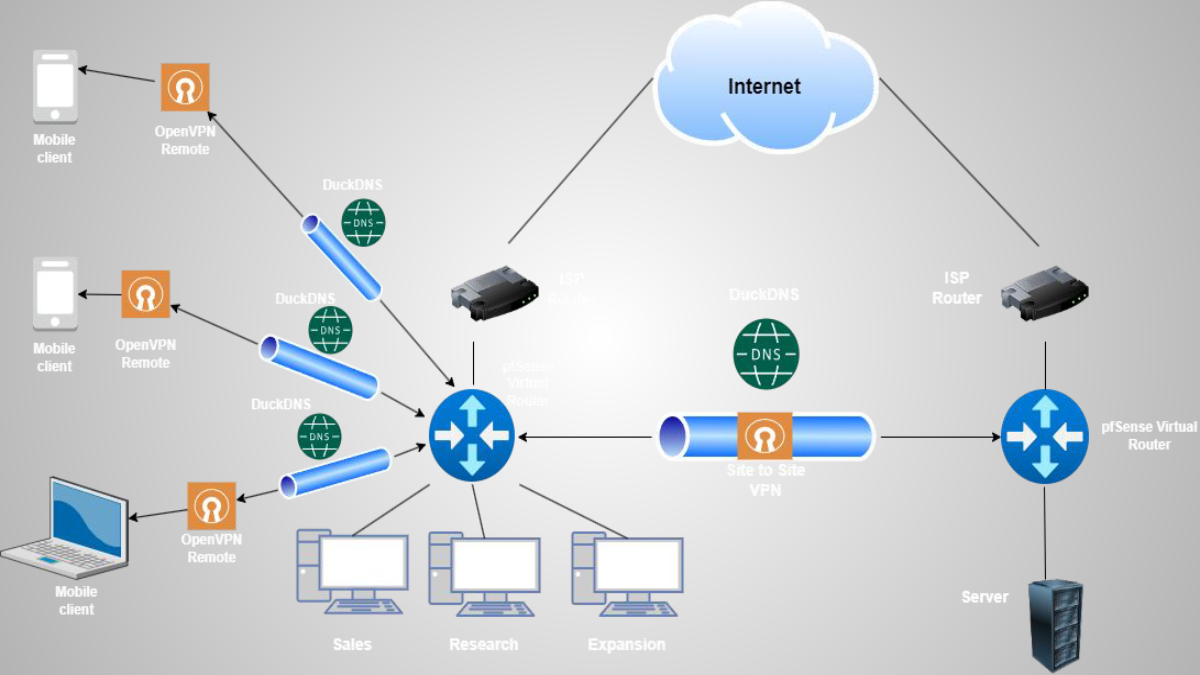 Internet
Mobile
client
OpenVPN
Remote
DuckDNS
DNS
Mobile
client
OpenVPN
Remote
DuckDNS
DNS
ISP
Router
DuckDNS
DNS
ISP
Router
pfSense
Virtual
Router
DuckDNS
DNS
Site to Site
VPN
pfSense Virtual
Router
OpenVPN
Remote
Mobile
client
Sales
Research
Expansion
Server